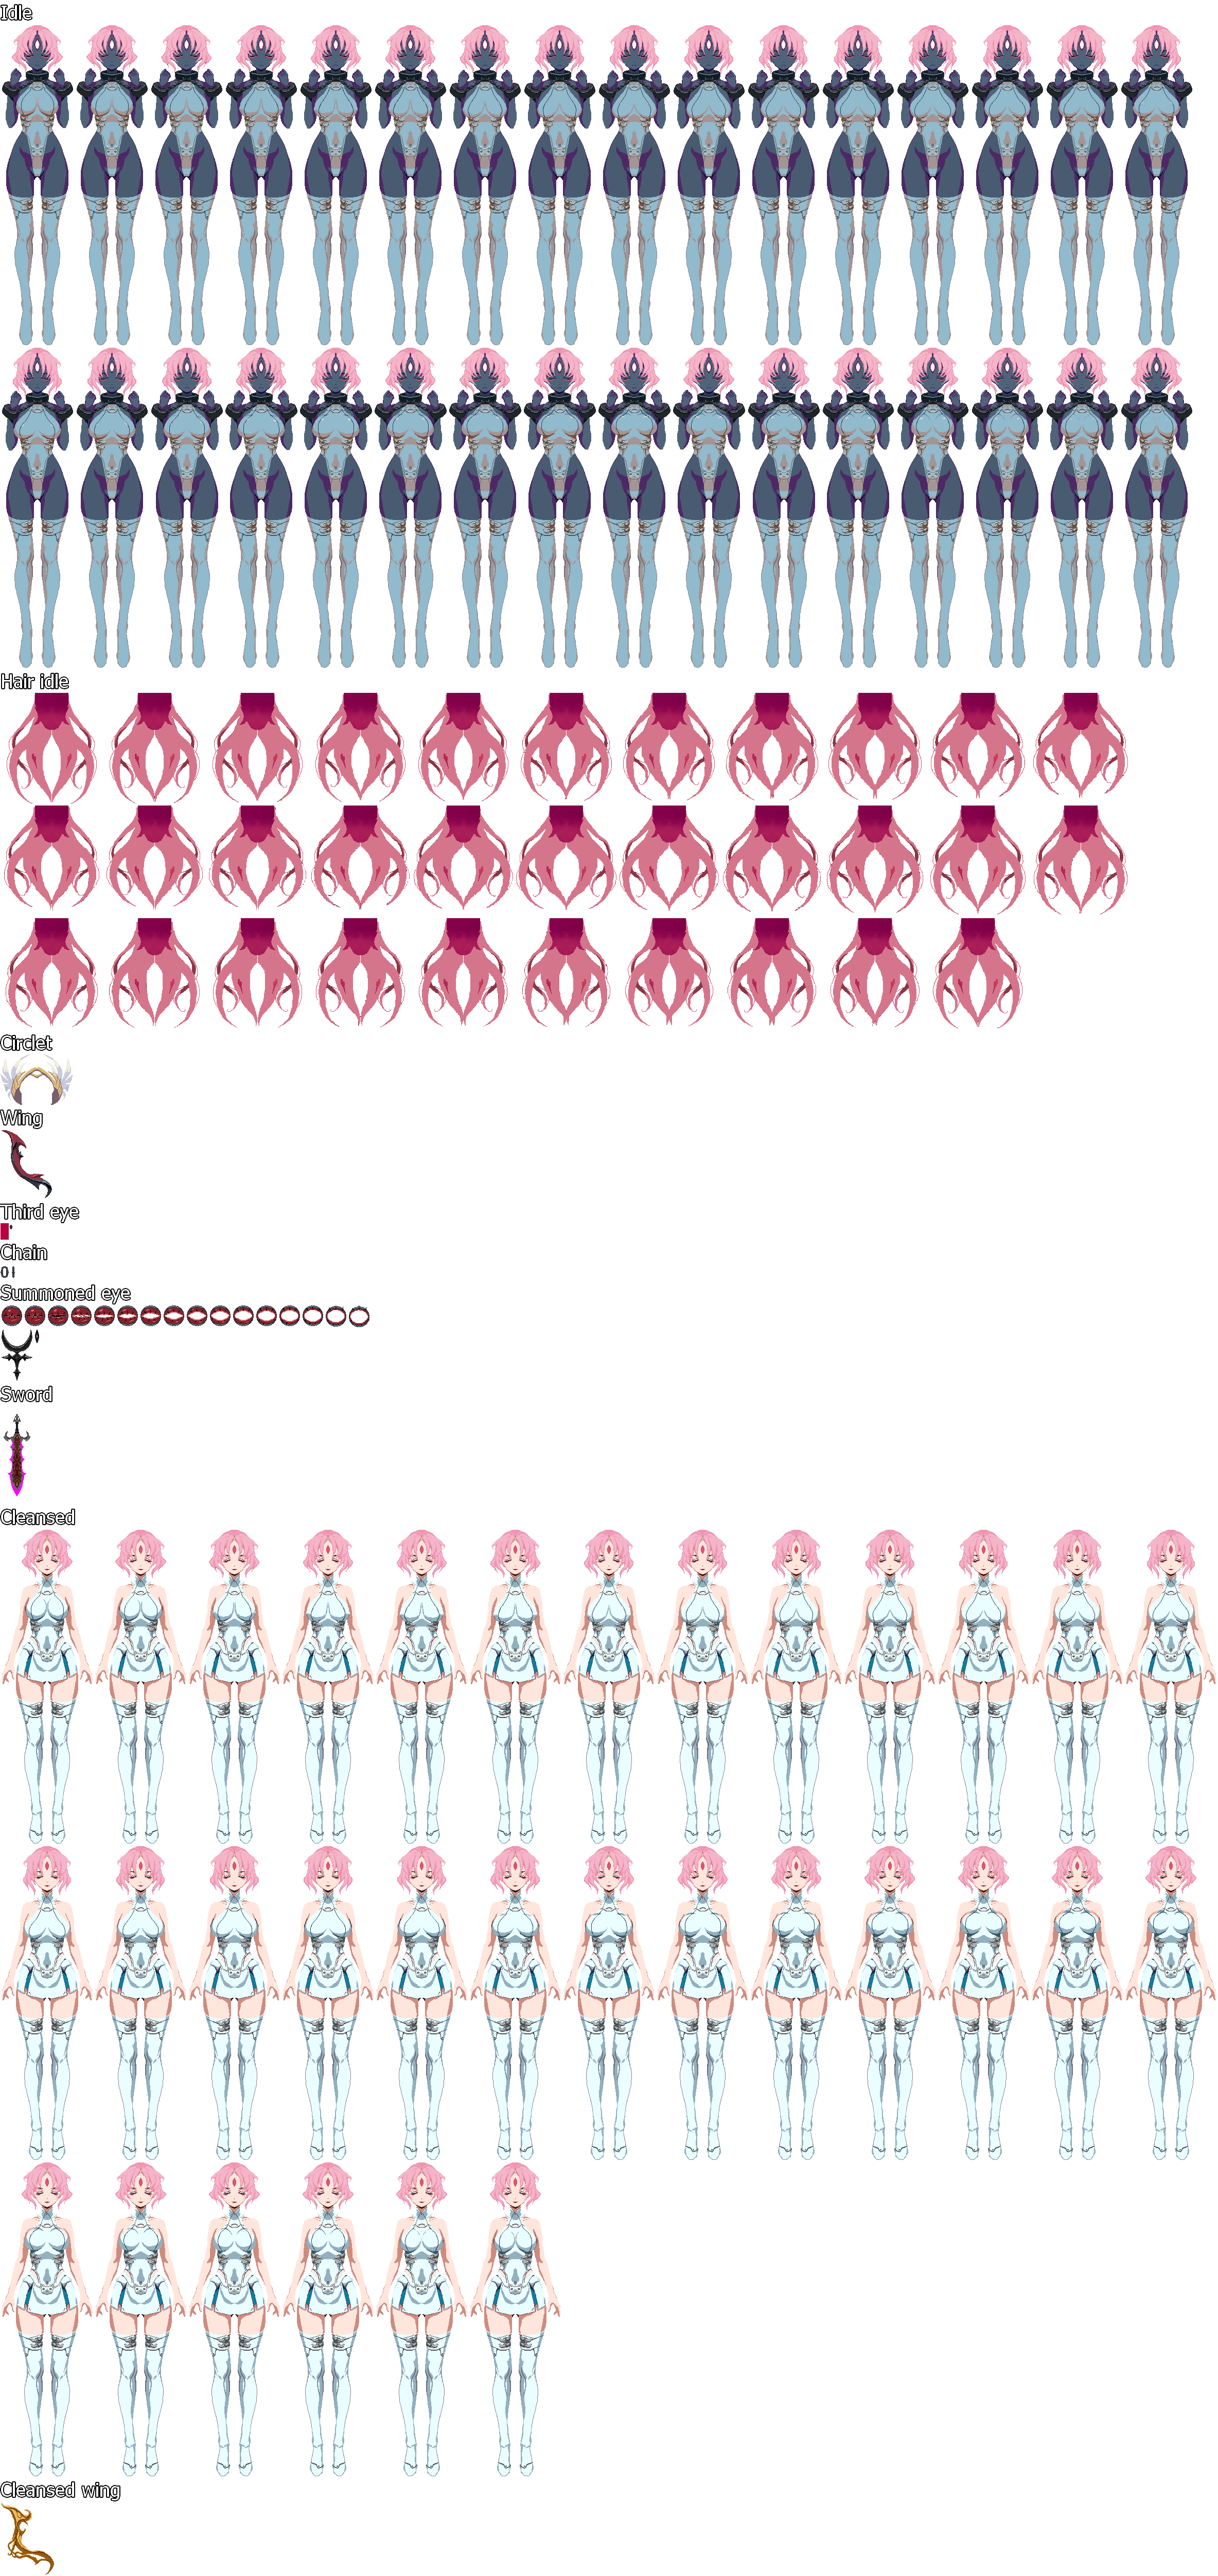 Idle
Hair idle
Circlet
Wing
Third eye
Chain
Summoned eye
Sword
Cleansed
Cleansed wing